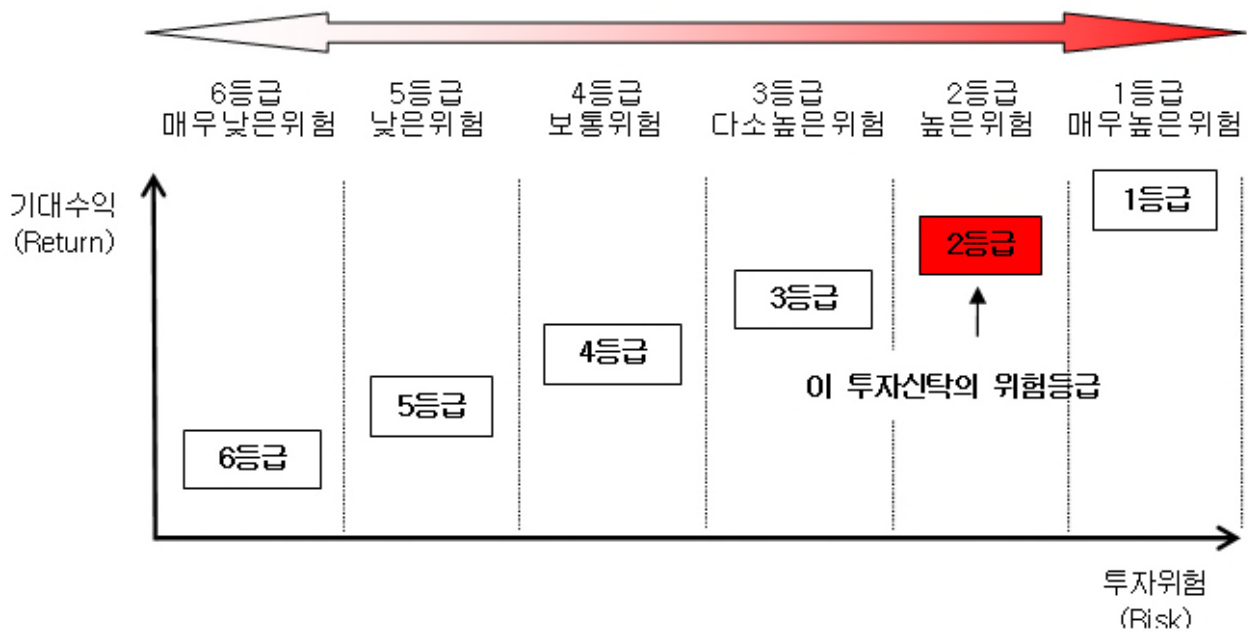 6등급
매우낮은위험
5등급
낮은위험
4등급
보통위험
3등급
다소높은위험
2등급
높은위험
1등급
매우높은위험
기대수익
(Return)
1등급
2등급
3등급
4등급
이 투자신탁의 위험등급
5등급
6등급
투자위험
(Risk)